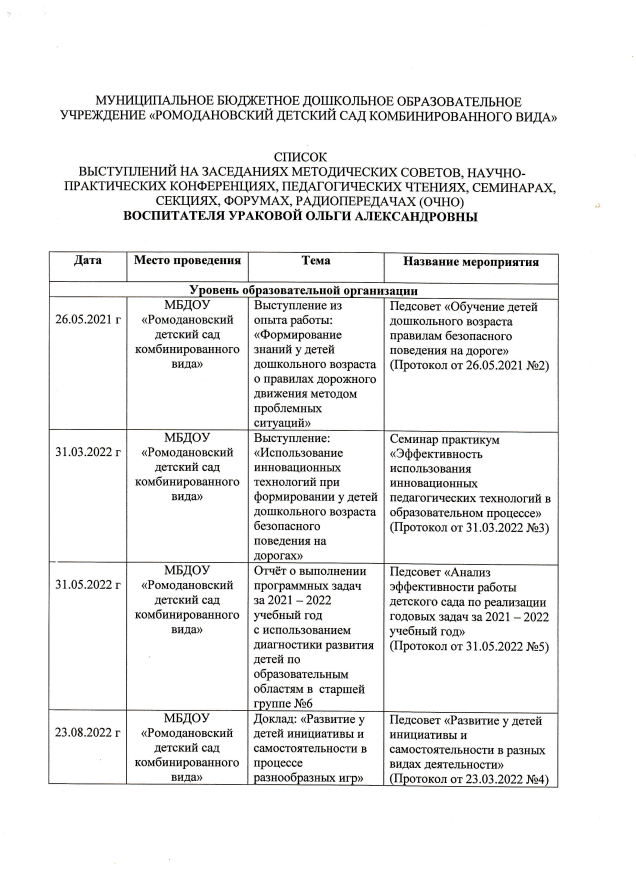 МУНИЦИПАЛЬНОЕ БЮДЖЕТНОЕ ДОШКОЛЬНОЕ ОБРАЗОВАТЕЛЬНОЕ
УЧРЕЖДЕНИЕ «РОМОДАНОВСКИЙ ДЕТСКИЙ САД КОМБИНИРОВАННОГО ВИДА»
СПИСОК
ВЫСТУПЛЕНИЙ НА ЗАСЕДАНИЯХ МЕТОДИЧЕСКИХ СОВЕТОВ, НАУЧНО-
ПРАКТИЧЕСКИХ КОНФЕРЕНЦИЯХ, ПЕДАГОГИЧЕСКИХ ЧТЕНИЯХ, СЕМИНАРАХ,
СЕКЦИЯХ, ФОРУМАХ, РАДИОПЕРЕДАЧАХ (ОЧНО)
ВОСПИТАТЕЛЯ УРАКОВОЙ ОЛЬГИ АЛЕКСАНДРОВНЫ
Дата
Место проведения
Тема
Название мероприятия
Уровень образовательной организации
26.05.2021 г
МБДОУ
«Ромодановский
детский сад
комбинированного
вида»
Выступление из
опыта работы:
«Формирование
знаний у детей
дошкольного возраста
о правилах дорожного
движения методом
проблемных
ситуаций»
Педсовет «Обучение детей
дошкольного возраста
правилам безопасного
поведения на дороге»
(Протокол от 26.05.2021 №2)
31.03.2022 г
МБДОУ
«Ромодановский
детский сад
комбинированного
вида»
Выступление:
«Использование
инновационных
технологий при
формировании у детей
дошкольного возраста
безопасного
поведения на
дорогах»
Семинар практикум
«Эффективность
использования
инновационных
педагогических технологий в
образовательном процессе»
(Протокол от 31.03.2022 №3)
31.05.2022 г
МБДОУ
«Ромодановский
детский сад
комбинированного
вида»
Отчёт о выполнении
программных задач
за 2021 – 2022
учебный год
с использованием
диагностики развития
детей по
образовательным
областям в старшей
группе №6
Педсовет «Анализ
эффективности работы
детского сада по реализации
годовых задач за 2021 – 2022
учебный год»
(Протокол от 31.05.2022 №5)
23.08.2022 г
МБДОУ
«Ромодановский
детский сад
комбинированного
вида»
Доклад: «Развитие у
детей инициативы и
самостоятельности в
процессе
разнообразных игр»
Педсовет «Развитие у детей
инициативы и
самостоятельности в разных
видах деятельности»
(Протокол от 23.03.2022 №4)